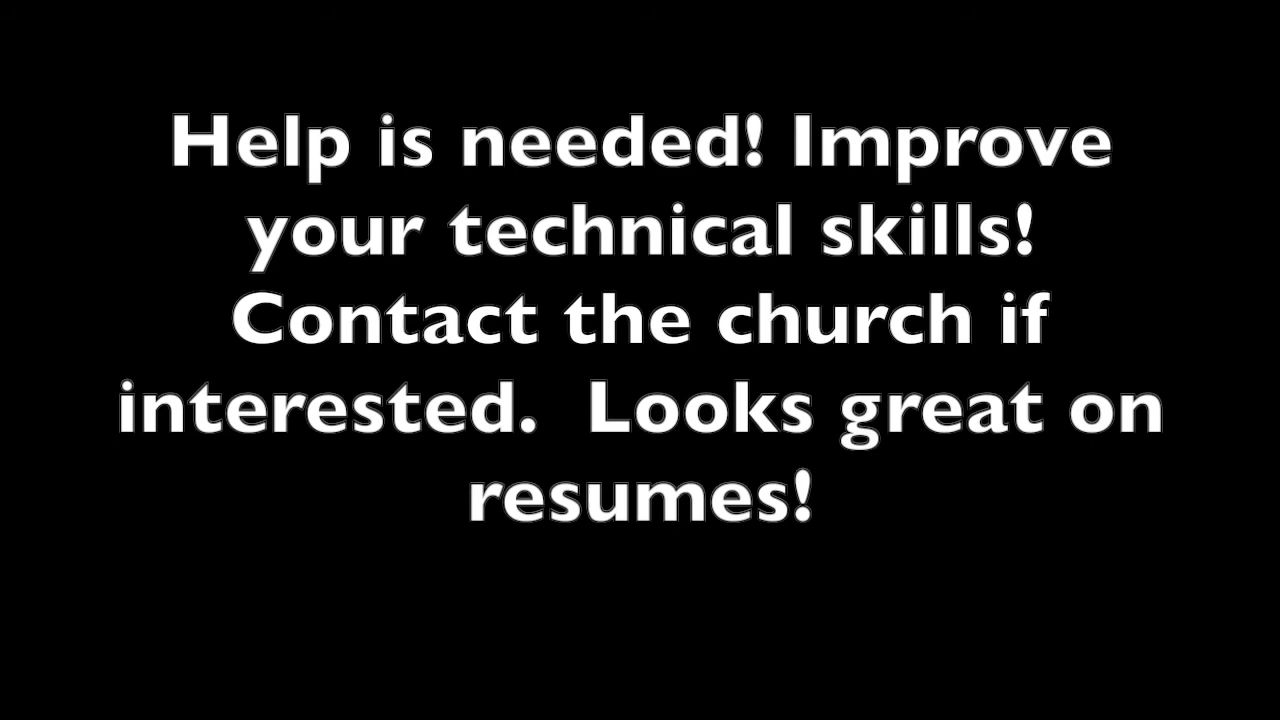 Help is needed! Improve
your technical skills!
Contact the church if
interested.  Looks great on
resumes!